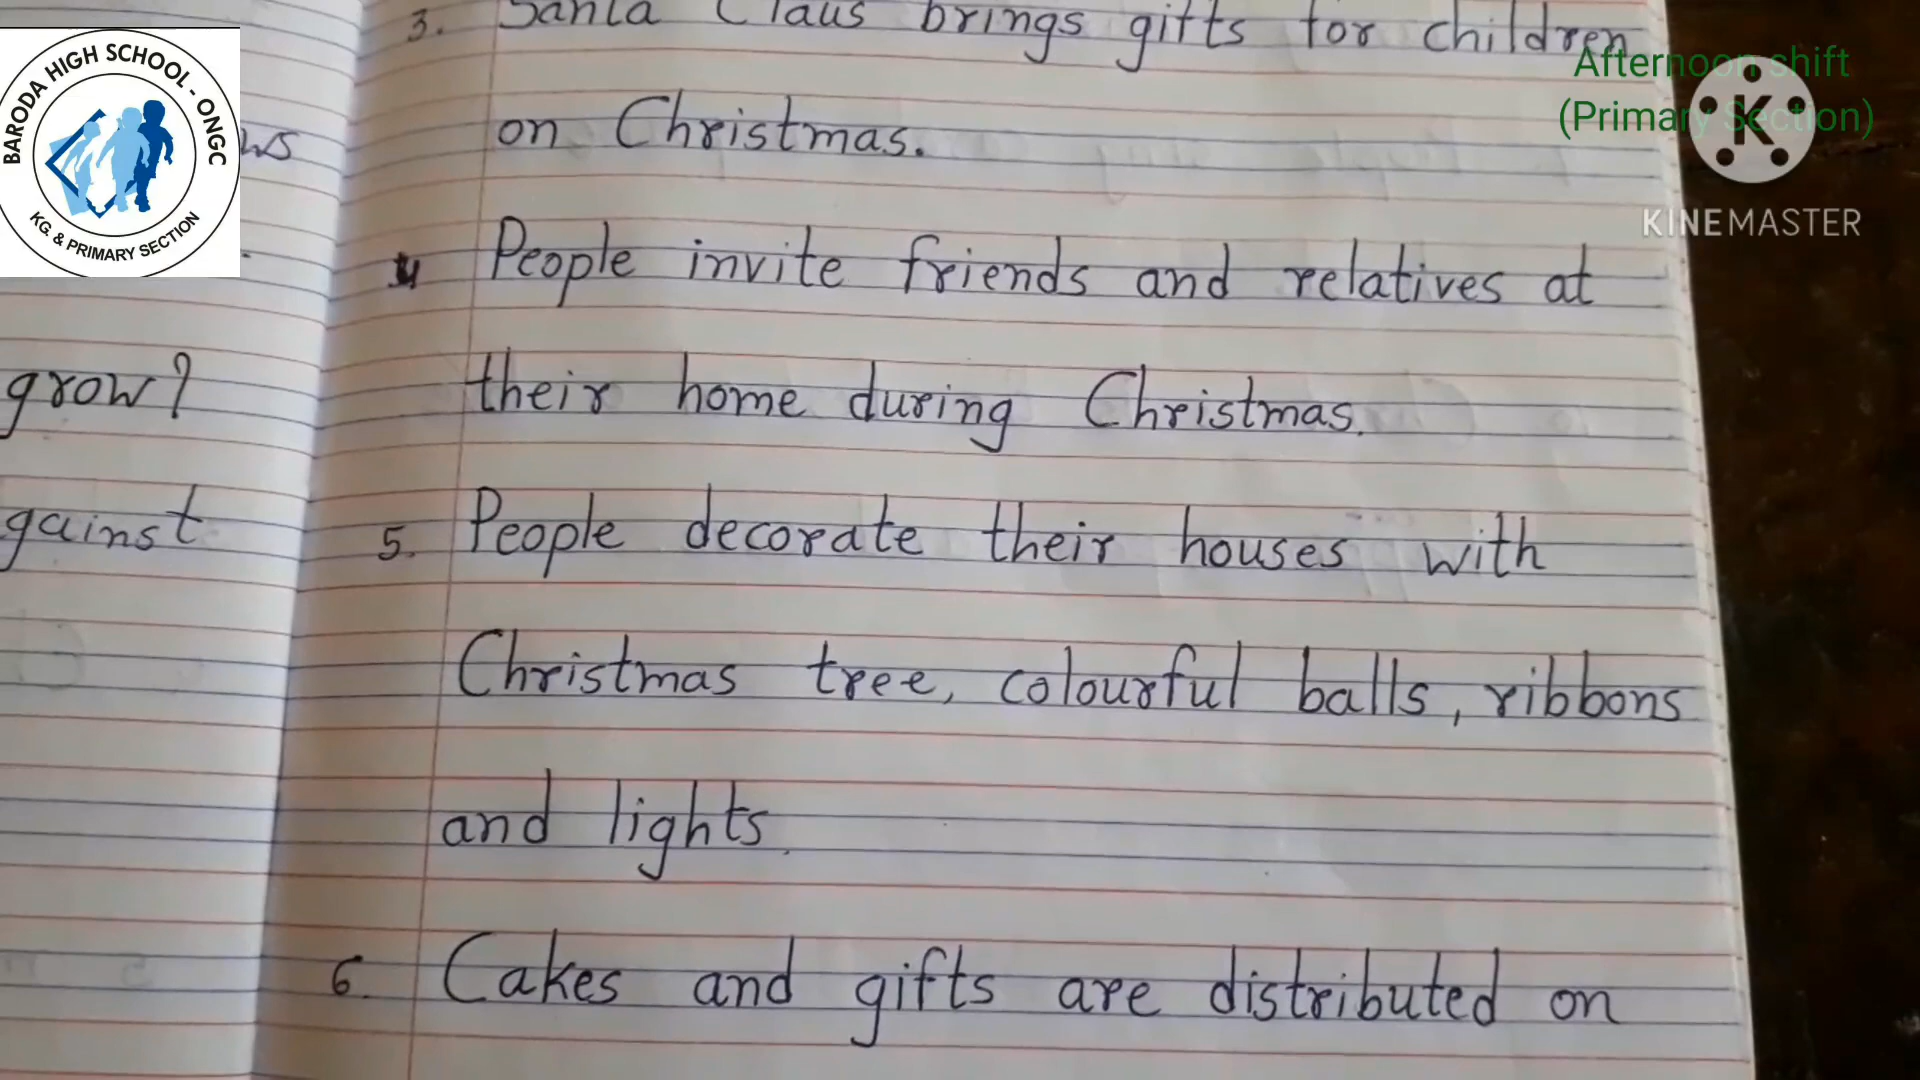 3. Santa Claus brings gifts for children
on Christmas.
4 People invite friends and relatives at
their home during Christmas.
5. People decorate their houses with
Christmas tree, colourful balls, ribbons
and lights.
6. Cakes and gifts are distributed on
grow?
gainst
BARODA HIGH SCHOOL - ONGC
KG. & PRIMARY SECTION
Afternoon shift
(Primary Section)
K
KINEMASTER